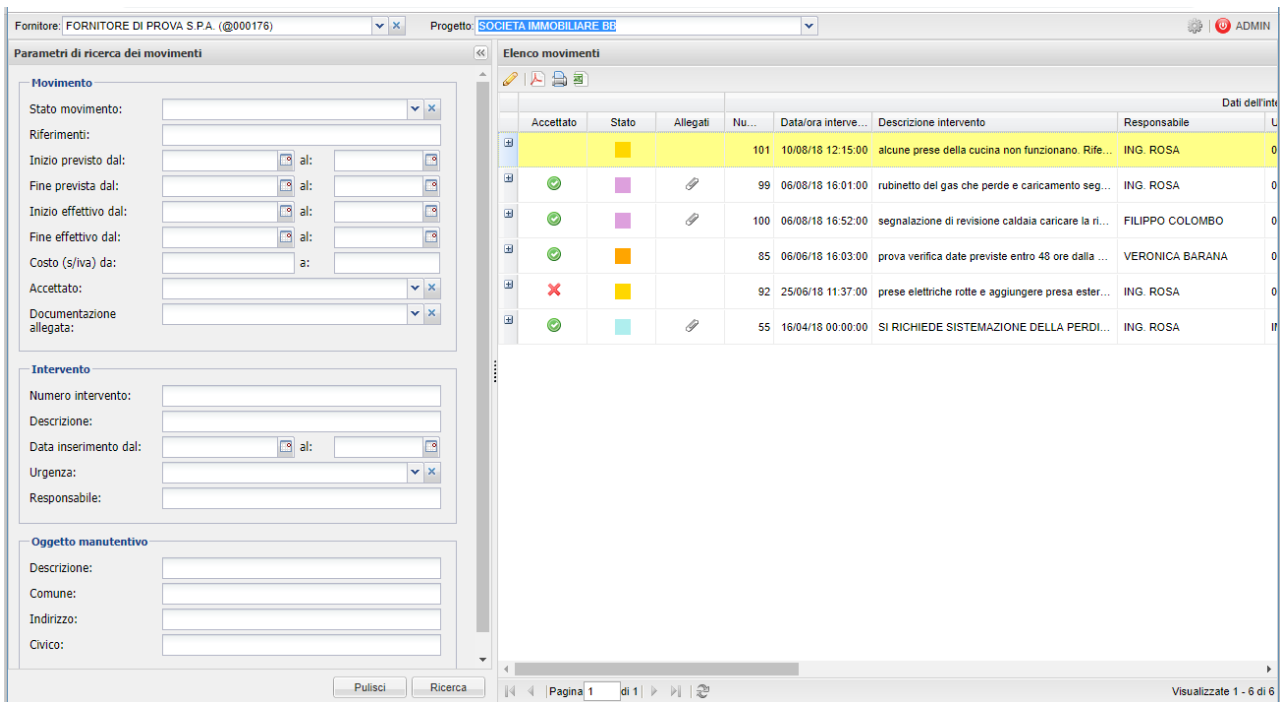 Fornitore: FORNITORE DI PROVA S.P.A. (@000176) Progetto: SOCIETA IMMOBILIARE BB ADMIN
Parametri di ricerca dei movimenti
Movimento
Stato movimento:
Riferimenti:
Inizio previsto dal: al:
Fine prevista dal: al:
Inizio effettivo dal: al:
Fine effettivo dal: al:
Costo (s/iva) da: a:
Accettato:
Documentazione
allegata:
Intervento
Numero intervento:
Descrizione:
Data inserimento dal: al:
Urgenza:
Responsabile:
Oggetto manutentivo
Descrizione:
Comune:
Indirizzo:
Civico:
Pulisci Ricerca
Elenco movimenti
Dati dell'inte
Accettato Stato Allegati Nu... Data/ora interve... Descrizione intervento Responsabile U
101 10/08/18 12:15:00 alcune prese della cucina non funzionano. Rife... ING. ROSA 0
99 06/08/18 16:01:00 rubinetto del gas che perde e caricamento seg... ING. ROSA 0
100 06/08/18 16:52:00 segnalazione di revisione caldaia caricare la ri... FILIPPO COLOMBO 0
85 06/06/18 16:03:00 prova verifica date previste entro 48 ore dalla ... VERONICA BARANA 0
92 25/06/18 11:37:00 prese elettriche rotte e aggiungere presa ester... ING. ROSA 0
55 16/04/18 00:00:00 SI RICHIEDE SISTEMAZIONE DELLA PERDI... ING. ROSA
Pagina 1 di 1 Visualizzate 1 - 6 di 6